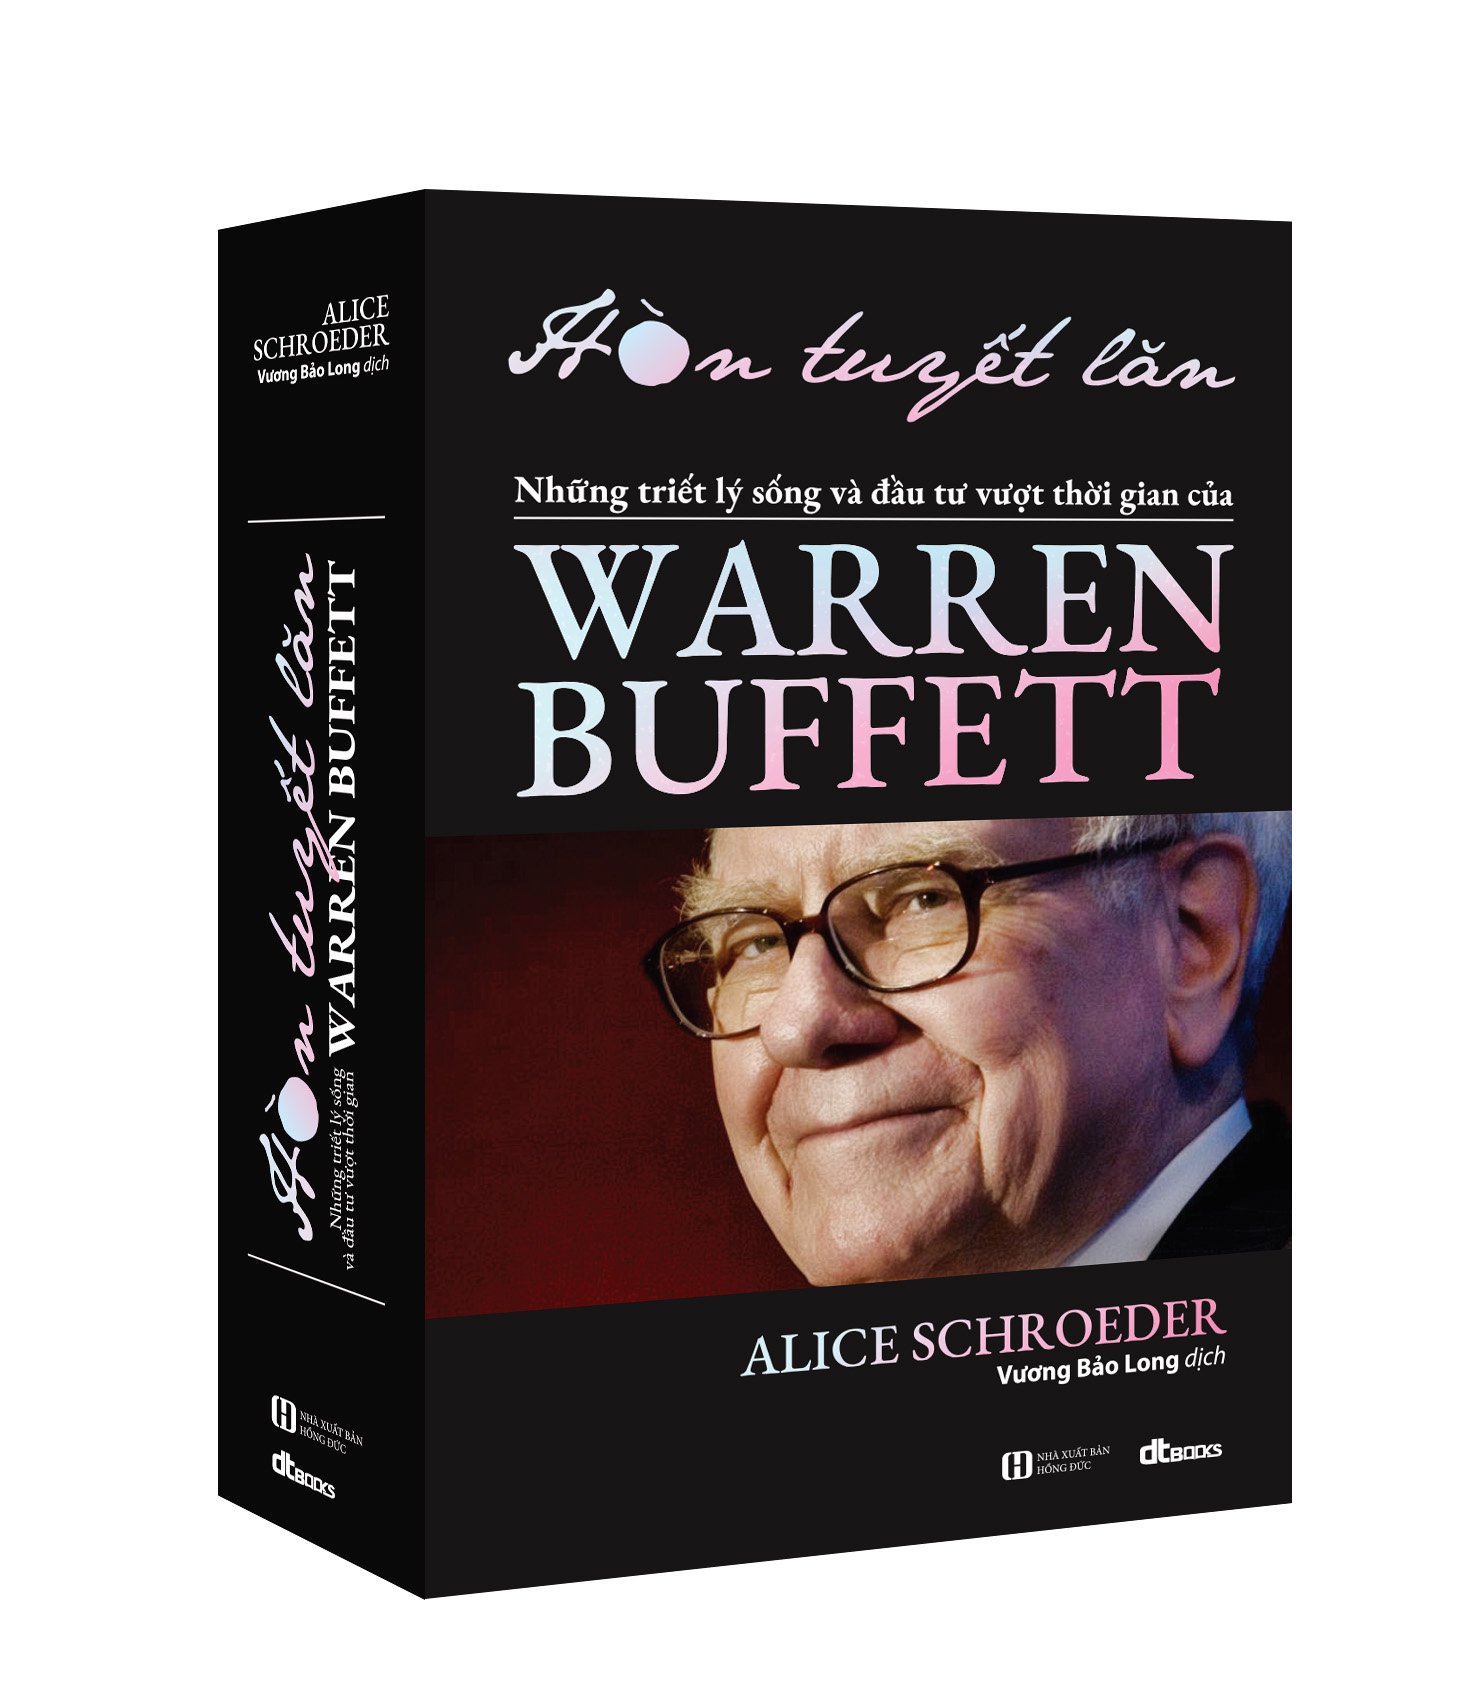 ALICE
SCHROEDER
Vương Bảo Long dịch
Hòn tuyết lăn
Những triết lý sống
và đầu tư vượt thời gian
WARREN BUFFETT
NHÀ XUẤT BẢN
HỒNG ĐỨC
dtBOOKS
Hòn tuyết lăn
Những triết lý sống và đầu tư vượt thời gian của
WARREN
BUFFETT
ALICE SCHROEDER
Vương Bảo Long dịch
NHÀ XUẤT BẢN
HỒNG ĐỨC
dtBOOKS